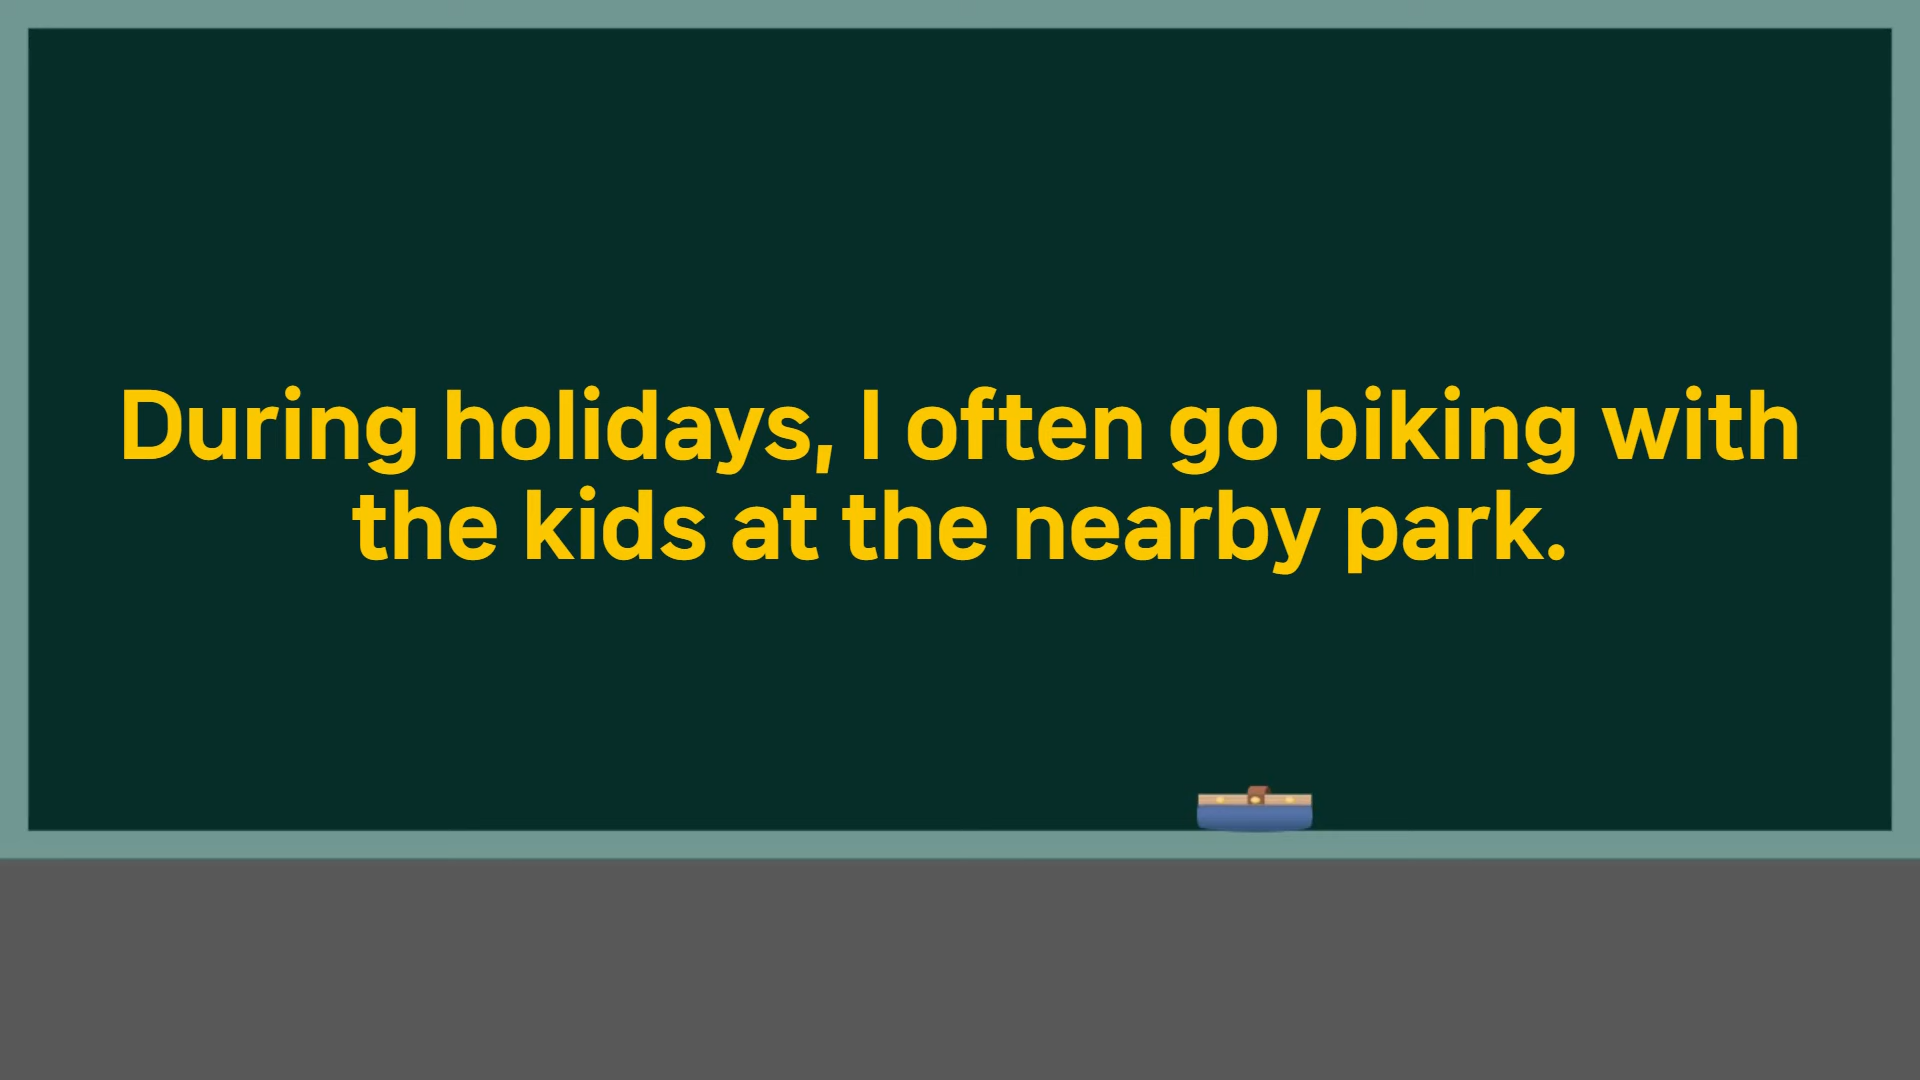 During holidays, I often go biking with
the kids at the nearby park.